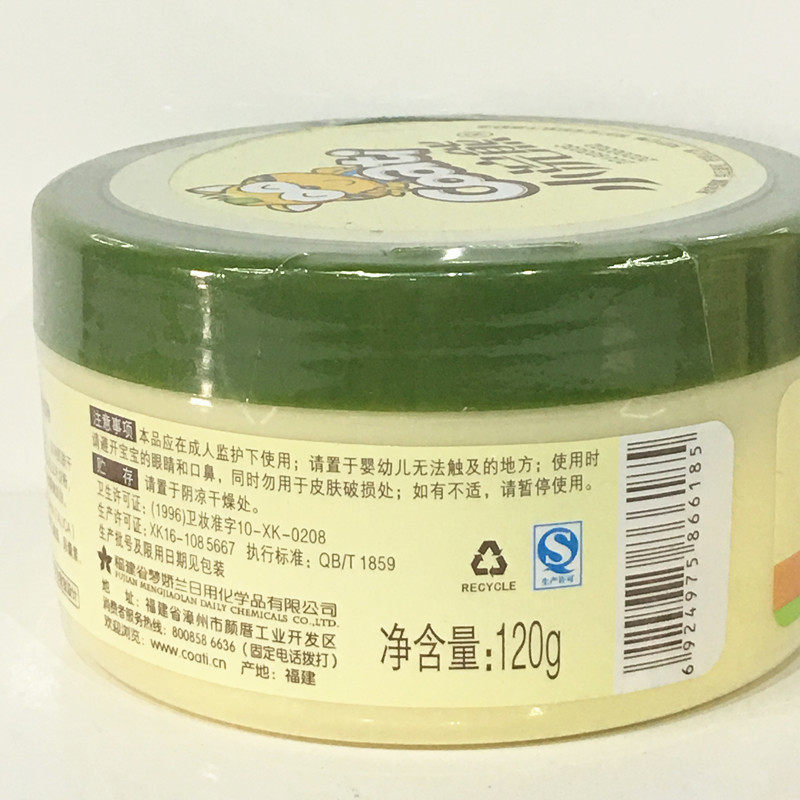 Coati
注意事项 本品应在成人监护下使用；请置于婴幼儿无法触及的地方；使用时
请避开宝宝的眼睛和口鼻，同时勿用于皮肤破损处；如有不适，请暂停使用。
贮 存 请置于阴凉干燥处。
卫生许可证：(1996)卫妆准字10-XK-0208
生产许可证：XK16-108 5667 执行标准：QB/T 1859
生产批号及限用日期见包装
福建省梦娇兰日用化学品有限公司
FUJIAN MENGJIAOLAN DAILY CHEMICALS CO.,LTD.
地 址：福建省漳州市颜厝工业开发区
消费者服务热线：800858 6636（固定电话拨打）
欢迎浏览：www.coati.cn 产地：福建
RECYCLE
S
生产许可
净含量：120g
6 924975 866185